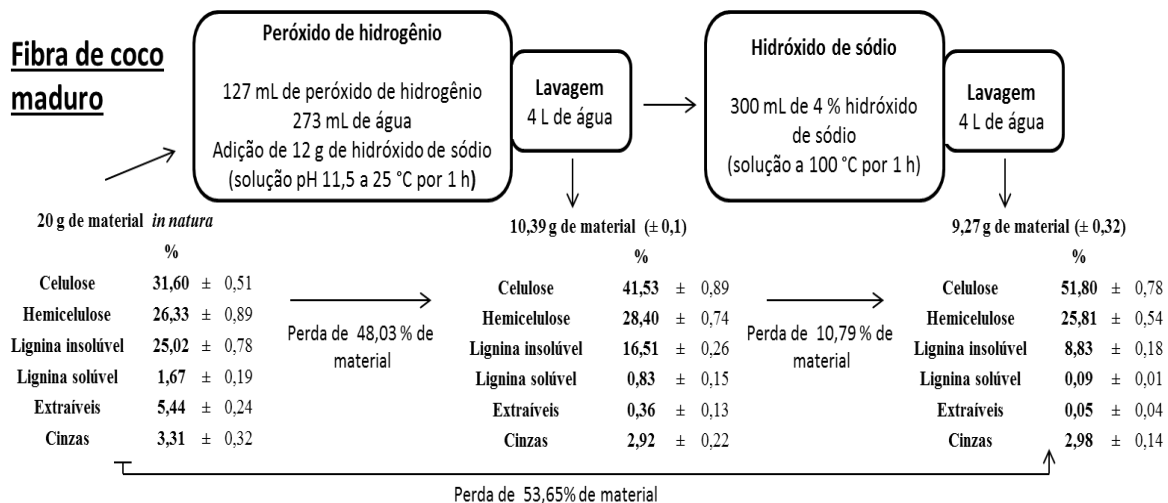 Fibra de coco
maduro
Peróxido de hidrogênio
127 mL de peróxido de hidrogênio
273 mL de água
Adição de 12 g de hidróxido de sódio
(solução pH 11,5 a 25 °C por 1 h)
Lavagem
4 L de água
Hidróxido de sódio
300 mL de 4 % hidróxido
de sódio
(solução a 100 °C por 1 h)
Lavagem
4 L de água
20 g de material in natura
%
Celulose 31,60 ± 0,51
Hemicelulose 26,33 ± 0,89
Lignina insolúvel 25,02 ± 0,78
Lignina solúvel 1,67 ± 0,19
Extraíveis 5,44 ± 0,24
Cinzas 3,31 ± 0,32
Perda de 48,03 % de
material
10,39 g de material (± 0,1)
%
Celulose 41,53 ± 0,89
Hemicelulose 28,40 ± 0,74
Lignina insolúvel 16,51 ± 0,26
Lignina solúvel 0,83 ± 0,15
Extraíveis 0,36 ± 0,13
Cinzas 2,92 ± 0,22
Perda de 10,79 % de
material
9,27 g de material (± 0,32)
%
Celulose 51,80 ± 0,78
Hemicelulose 25,81 ± 0,54
Lignina insolúvel 8,83 ± 0,18
Lignina solúvel 0,09 ± 0,01
Extraíveis 0,05 ± 0,04
Cinzas 2,98 ± 0,14
Perda de 53,65% de material